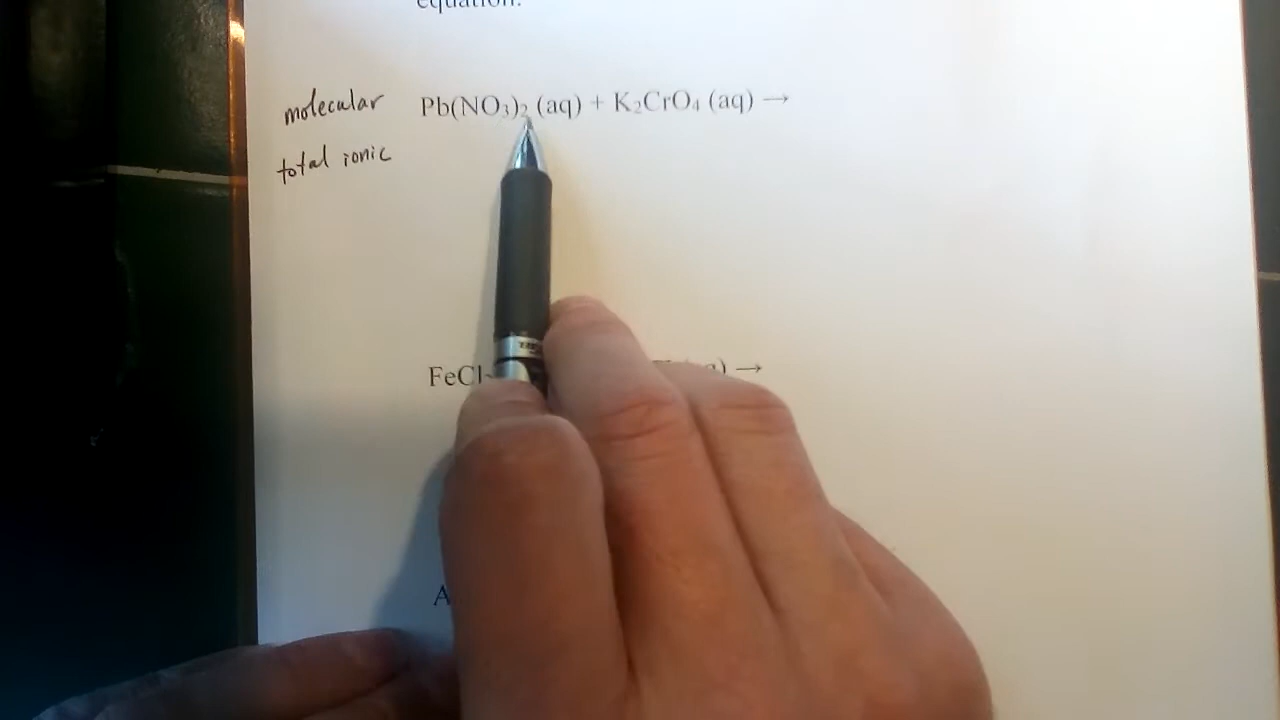 equation.
molecular Pb(NO₃)₂ (aq) + K₂CrO₄ (aq) →
total ionic
FeCl →
A